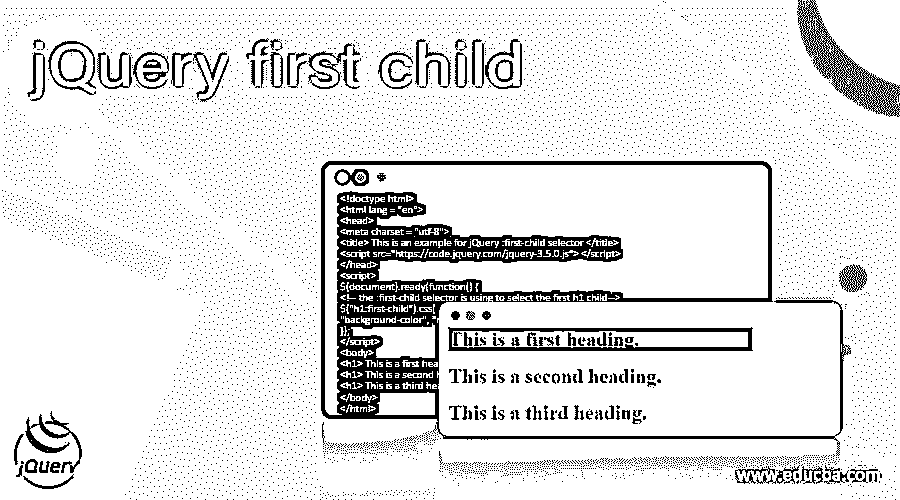 jQuery first child
<!doctype html>
<html lang = "en">
<head>
<meta charset = "utf-8">
<title> This is an example for jQuery :first-child selector </title>
<script src="https://code.jquery.com/jquery-3.5.0.js"> </script>
</head>
<script>
$(document).ready(function() {
<!-- the :first-child selector is using to select the first h1 child-->
$("h1:first-child").css(
"background-color",
});
</script>
<body>
<h1> This is a first hea
<h1> This is a second h
<h1> This is a third hea
</body>
</html>
This is a first heading.
This is a second heading.
This is a third heading.
jQuery
www.educba.com